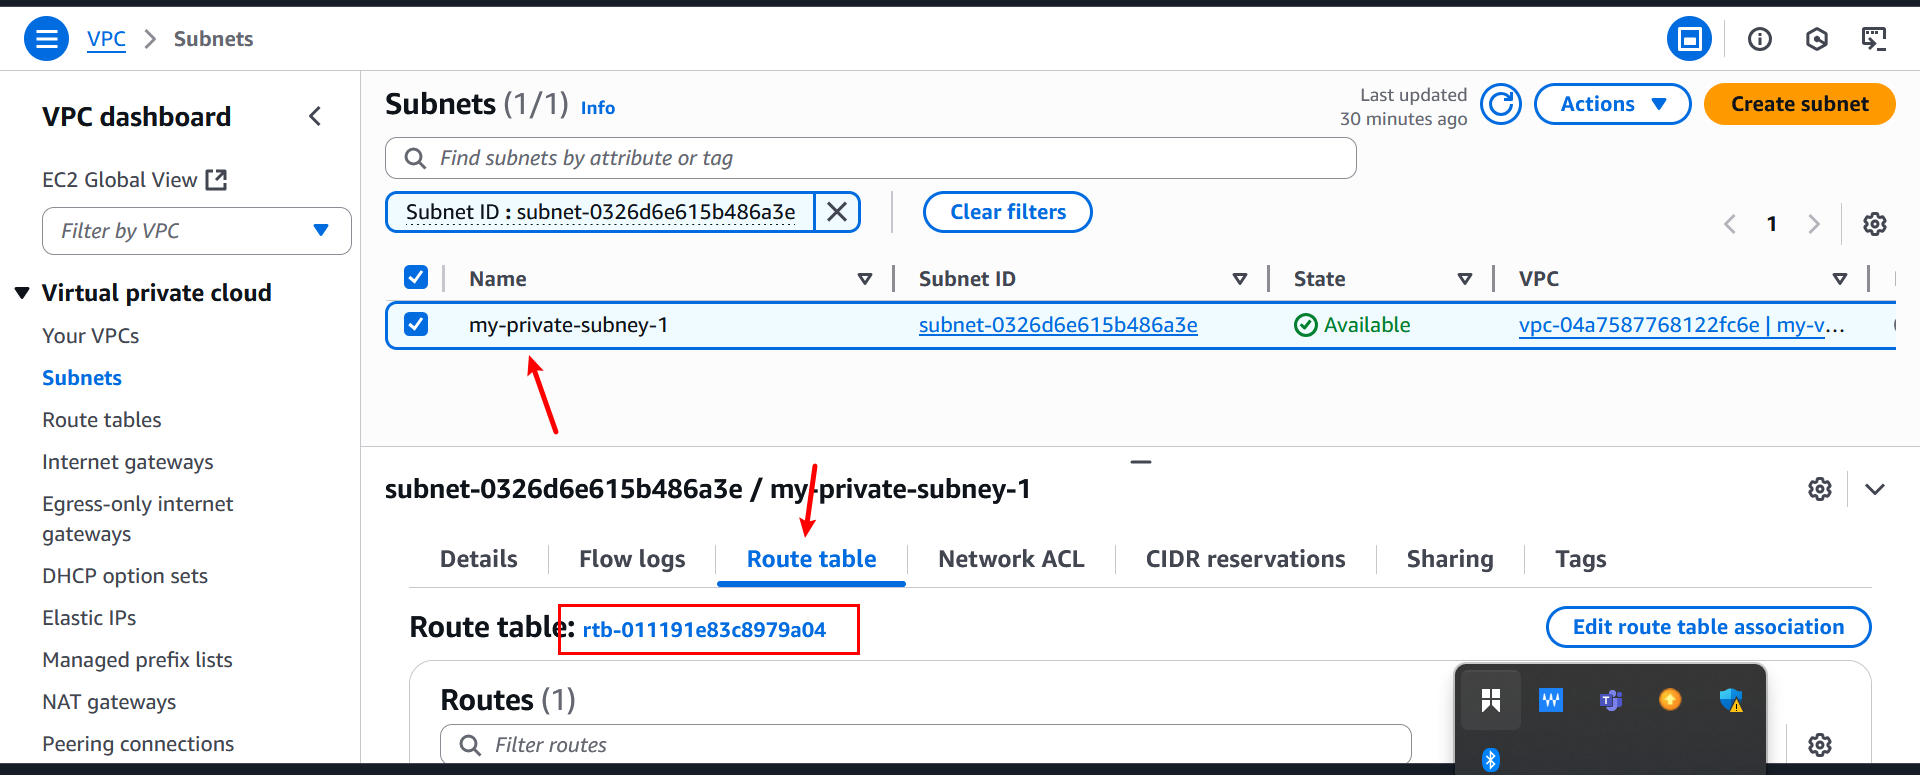 VPC > Subnets
VPC dashboard
EC2 Global View
Filter by VPC
Virtual private cloud
Your VPCs
Subnets
Route tables
Internet gateways
Egress-only internet
gateways
DHCP option sets
Elastic IPs
Managed prefix lists
NAT gateways
Peering connections
Subnets (1/1) Info
Last updated
30 minutes ago
Actions
Create subnet
Find subnets by attribute or tag
Subnet ID : subnet-0326d6e615b486a3e
Clear filters
1
Name Subnet ID State VPC
my-private-subney-1 subnet-0326d6e615b486a3e Available vpc-04a7587768122fc6e | my-v...
subnet-0326d6e615b486a3e / my-private-subney-1
Details Flow logs Route table Network ACL CIDR reservations Sharing Tags
Route table: rtb-011191e83c8979a04
Edit route table association
Routes (1)
Filter routes